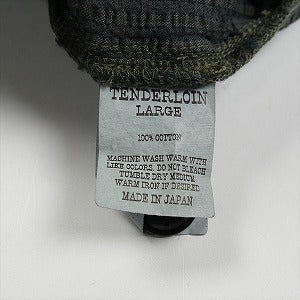 TENDERLOIN
LARGE
100% COTTON
MACHINE WASH WARM WITH
LIKE COLORS. DO NOT BLEACH
TUMBLE DRY MEDIUM.
WARM IRON IF DESIRED.
MADE IN JAPAN